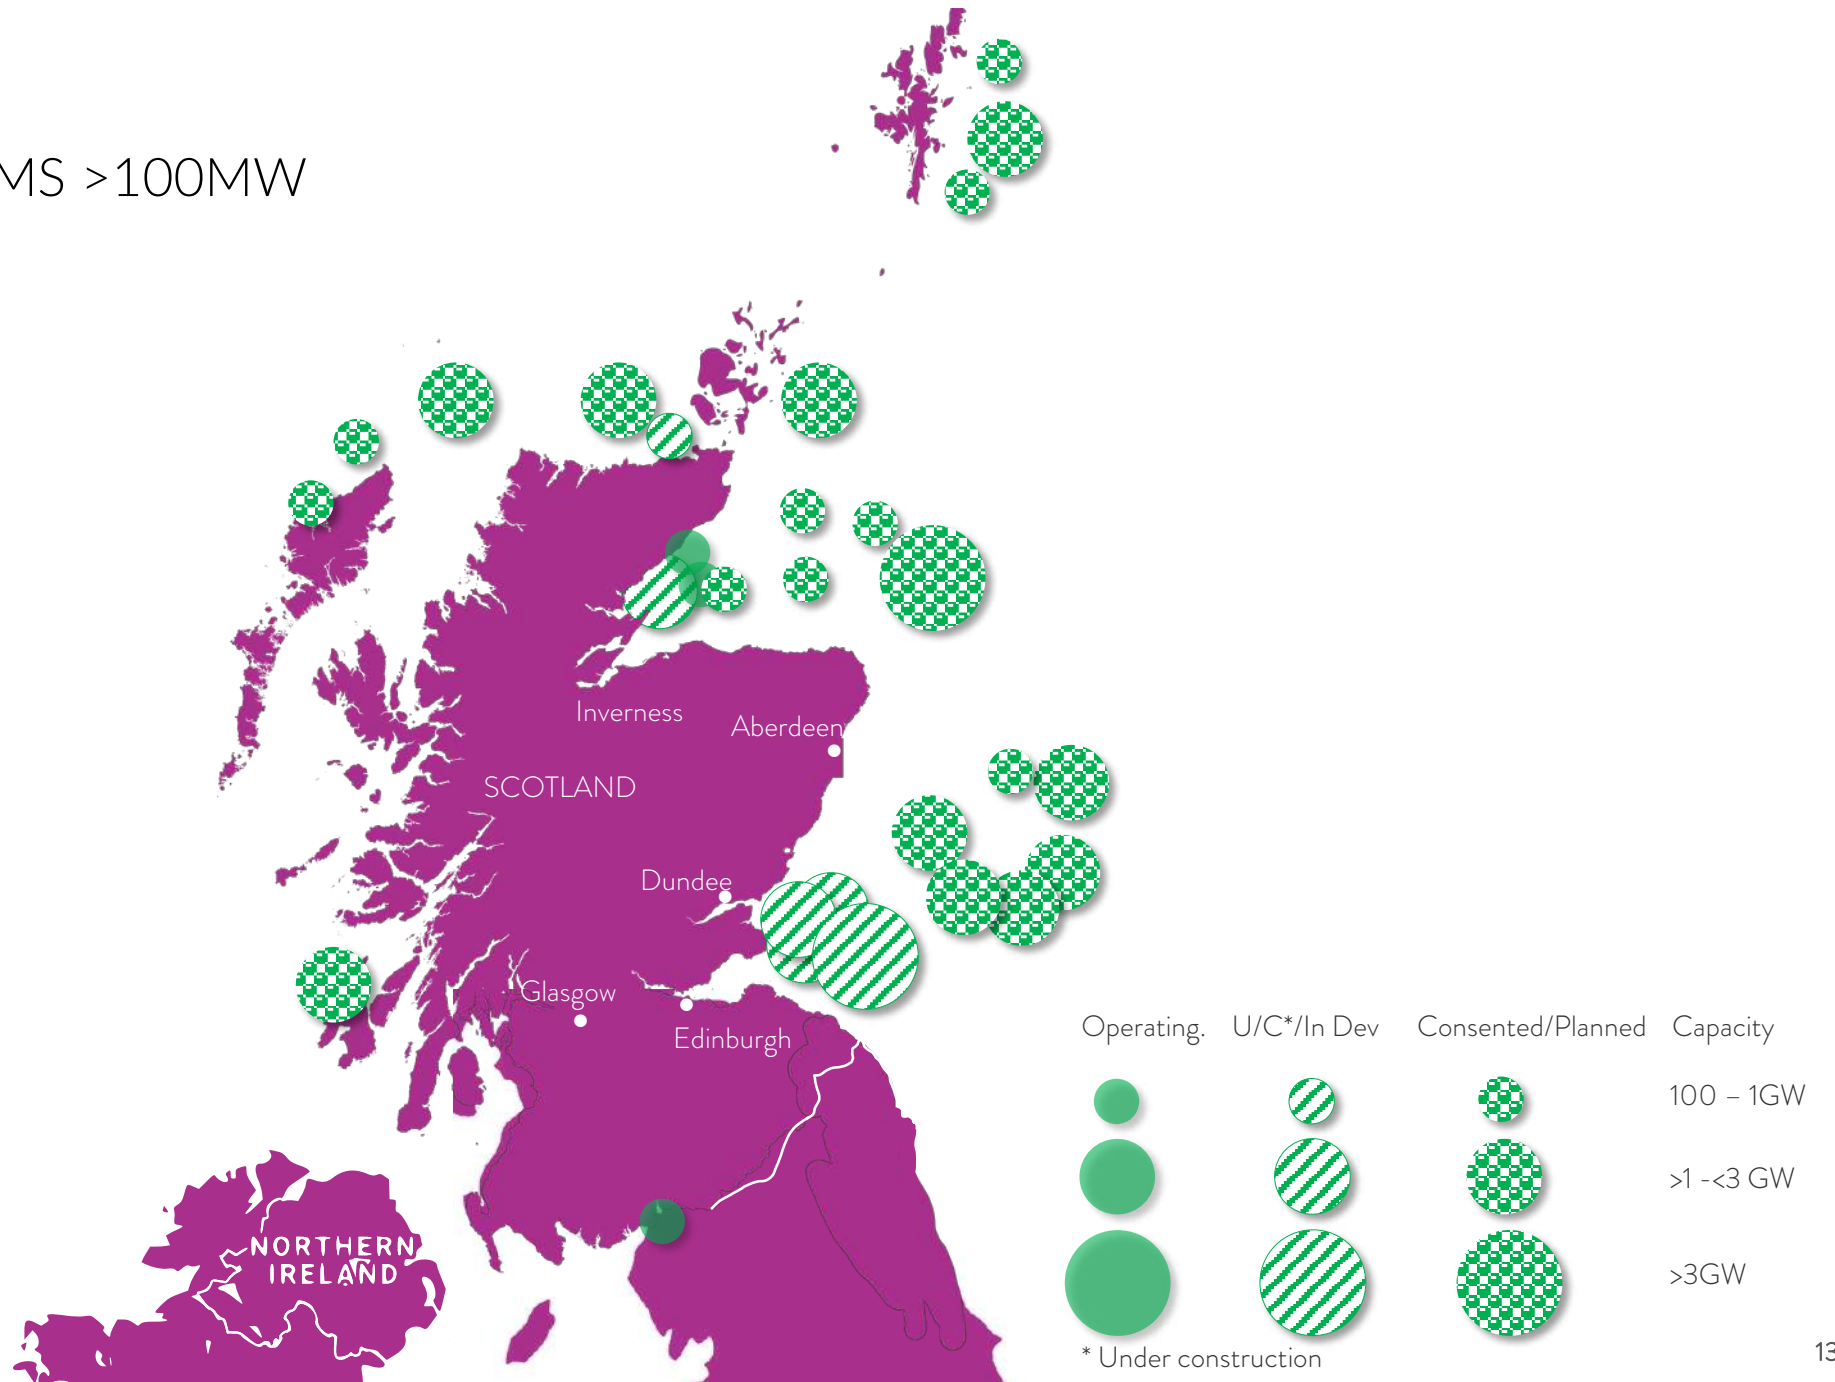 MS >100MW
Inverness
Aberdeen
SCOTLAND
Dundee
Glasgow
Edinburgh
Operating. U/C*/In Dev Consented/Planned Capacity
100 – 1GW
>1 -<3 GW
>3GW
NORTHERN
IRELAND
* Under construction
13